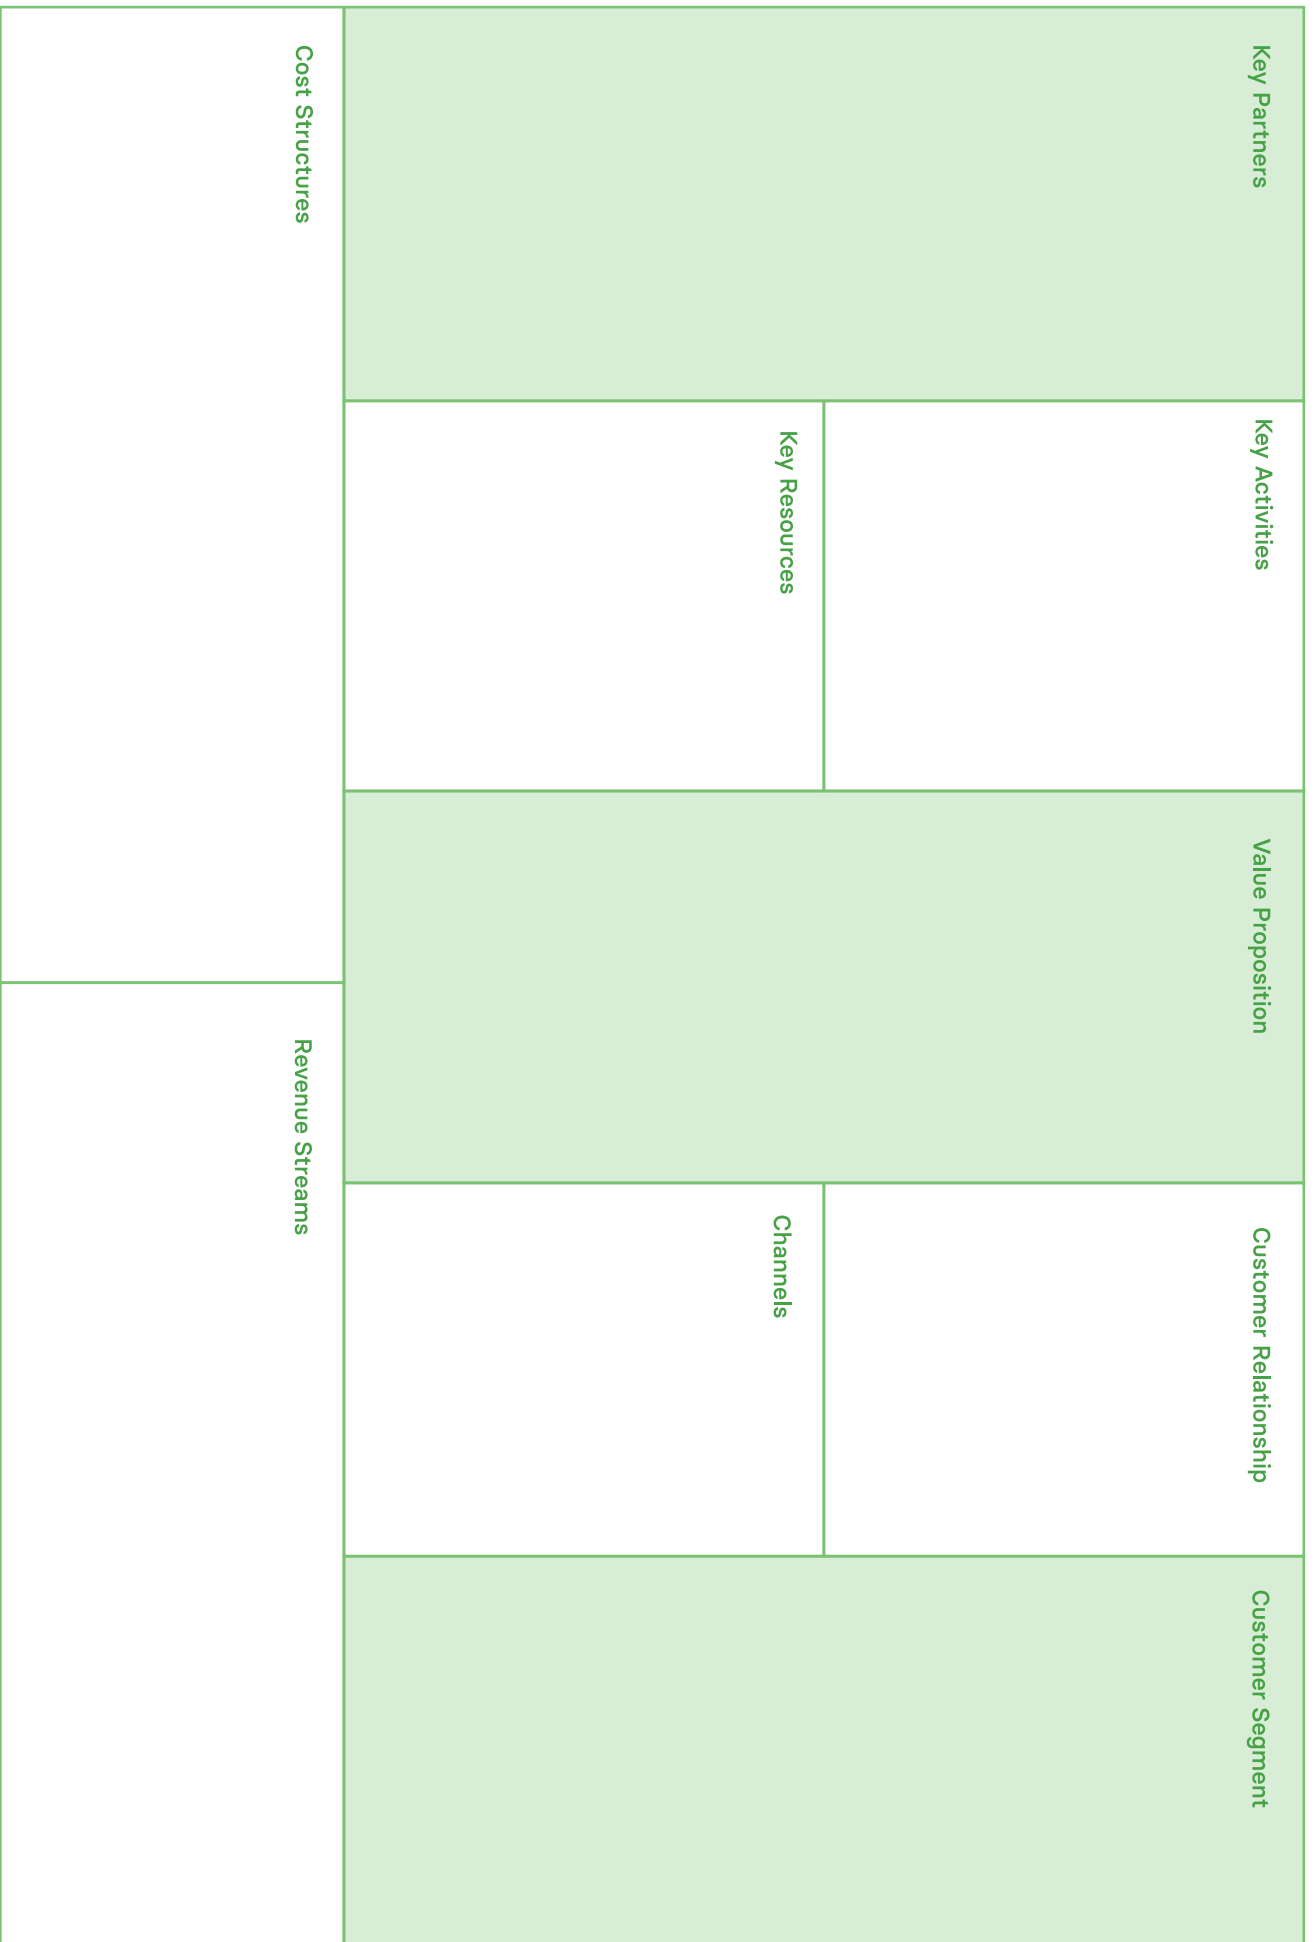 Key Partners
Key Activities
Key Resources
Value Proposition
Customer Relationship
Channels
Customer Segment
Cost Structures
Revenue Streams